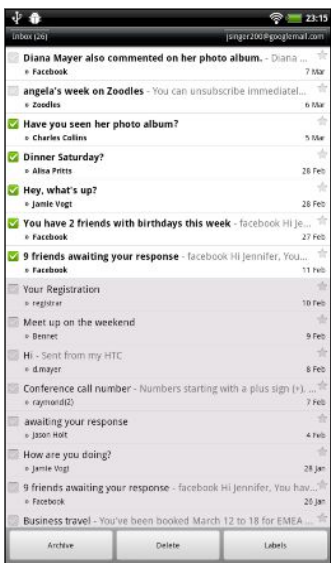 23:15
Inbox (26) jsinger200@googlemail.com
Diana Mayer also commented on her photo album. - Diana ...
Facebook 7 Mar
angela's week on Zoodles - You can unsubscribe immediatel...
Zoodles 6 Mar
Have you seen her photo album?
Charles Collins 5 Mar
Dinner Saturday?
Alisa Pritts 28 Feb
Hey, what's up?
Jamie Vogt 28 Feb
You have 2 friends with birthdays this week - facebook Hi Je...
Facebook 27 Feb
9 friends awaiting your response - facebook Hi Jennifer, You...
Facebook 11 Feb
Your Registration
registrar 10 Feb
Meet up on the weekend
Bennet 9 Feb
Hi - Sent from my HTC
d.mayer 8 Feb
Conference call number - Numbers starting with a plus sign (+). ...
raymond(2) 7 Feb
awaiting your response
Jason Holt 4 Feb
How are you doing?
Jamie Vogt 28 Jan
9 friends awaiting your response - facebook Hi Jennifer, You hav...
Facebook 26 Jan
Business travel - You've been booked March 12 to 18 for EMEA ...
Archive Delete Labels